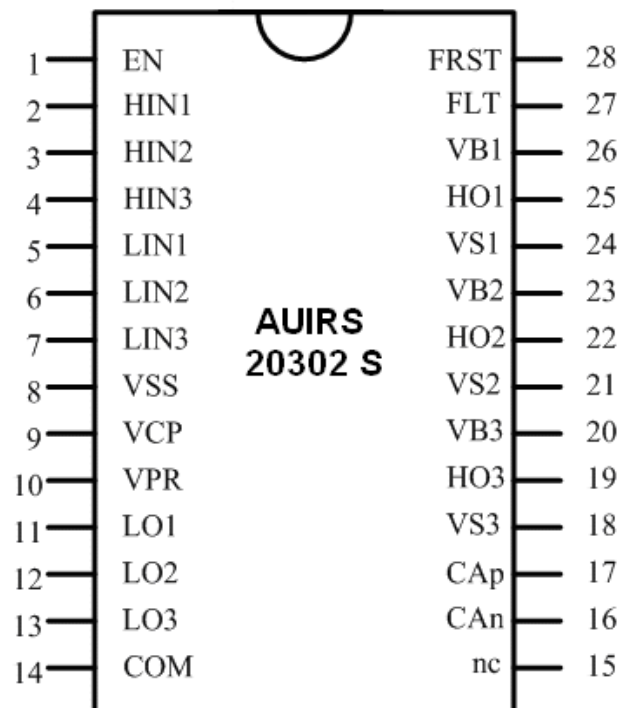 1 EN FRST 28
2 HIN1 FLT 27
3 HIN2 VB1 26
4 HIN3 HO1 25
5 LIN1 VS1 24
6 LIN2 VB2 23
7 LIN3 HO2 22
AUIRS
20302 S
8 VSS VS2 21
9 VCP VB3 20
10 VPR HO3 19
11 LO1 VS3 18
12 LO2 CAp 17
13 LO3 CAn 16
14 COM nc 15